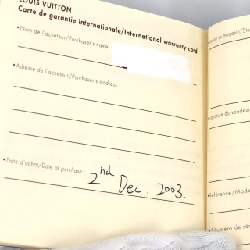 LOUIS VUITTON
Carte de garantie internationale/International warranty card
Nom de l'acheteur/Purchaser's name
Adresse de l'acheteur/Purchaser's address
Date d'achat/Date of purchase
2nd Dec. 2003.